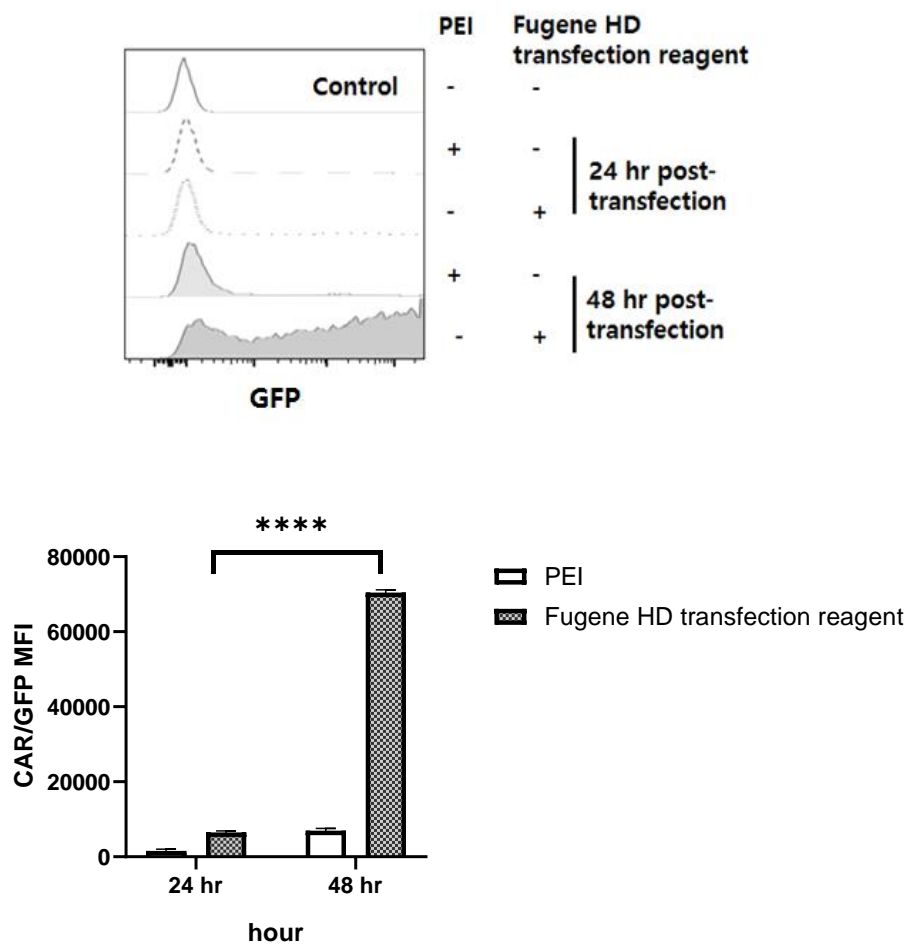 PEI Fugene HD
transfection reagent
Control - -
+ -
24 hr post-
transfection
- +
+ -
48 hr post-
transfection
- +
GFP
****
80000
60000
40000
20000
0
CAR/GFP MFI
24 hr 48 hr
hour
PEI
Fugene HD transfection reagent